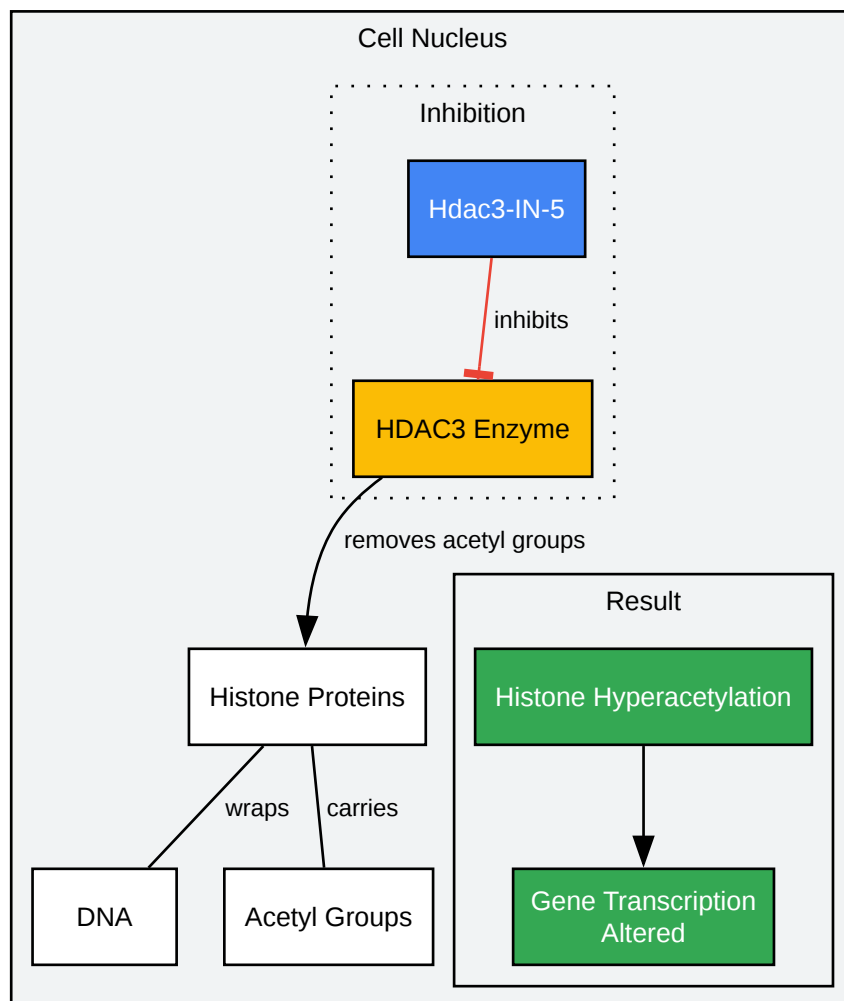 Cell Nucleus
Inhibition
Hdac3-IN-5
inhibits
HDAC3 Enzyme
removes acetyl groups
Result
Histone Proteins
Histone Hyperacetylation
wraps
carries
DNA
Acetyl Groups
Gene Transcription
Altered